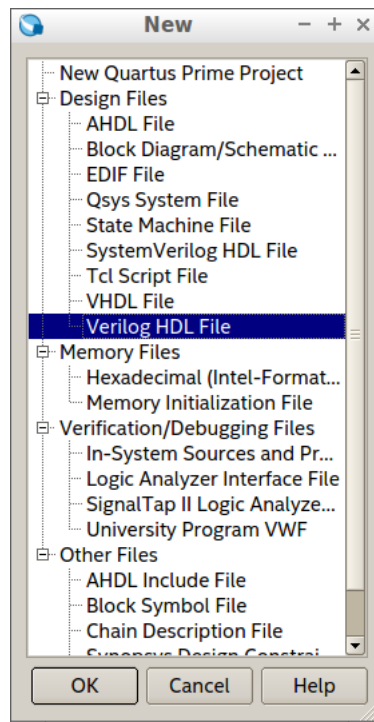 New
New Quartus Prime Project
Design Files
AHDL File
Block Diagram/Schematic ...
EDIF File
Qsys System File
State Machine File
SystemVerilog HDL File
Tcl Script File
VHDL File
Verilog HDL File
Memory Files
Hexadecimal (Intel-Format...
Memory Initialization File
Verification/Debugging Files
In-System Sources and Pr...
Logic Analyzer Interface File
SignalTap II Logic Analyze...
University Program VWF
Other Files
AHDL Include File
Block Symbol File
Chain Description File
Synopsys Design Constrai
OK Cancel Help